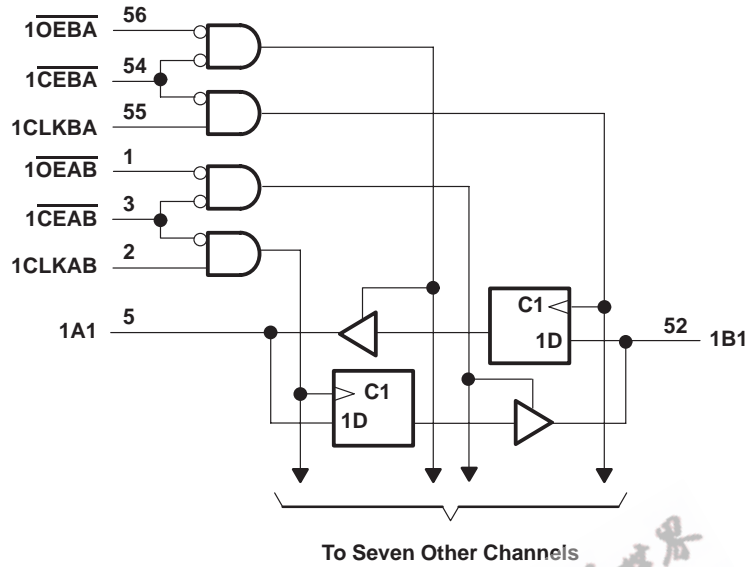 56
1OEBA
54
1CEBA
55
1CLKBA
1
1OEAB
3
1CEAB
2
1CLKAB
5
1A1
C1
1D
52
1B1
C1
1D
To Seven Other Channels